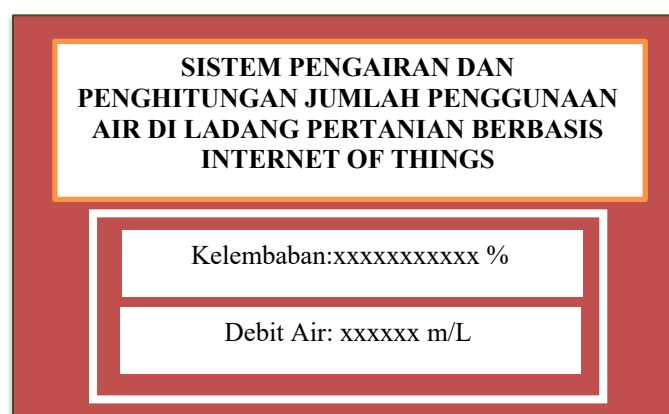 SISTEM PENGAIRAN DAN
PENGHITUNGAN JUMLAH PENGGUNAAN
AIR DI LADANG PERTANIAN BERBASIS
INTERNET OF THINGS
Kelembaban:xxxxxxxxxxx %
Debit Air: xxxxxx m/L